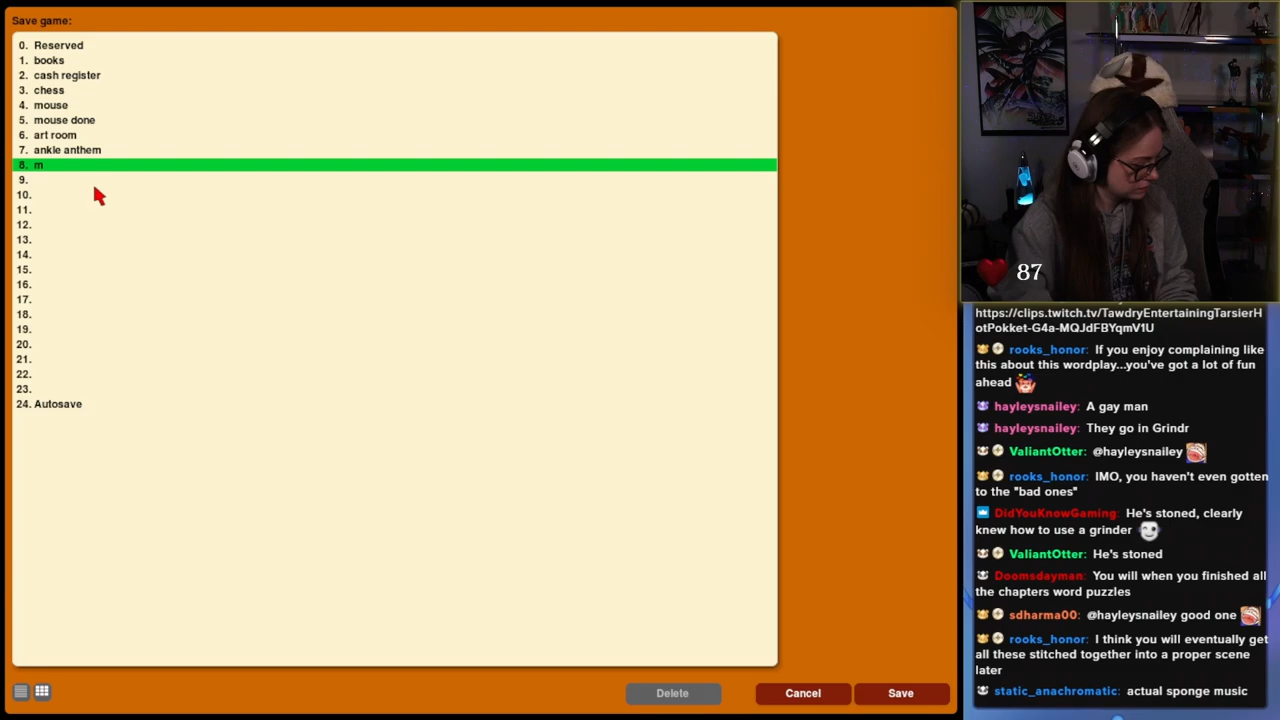 Save game:
0. Reserved
1. books
2. cash register
3. chess
4. mouse
5. mouse done
6. art room
7. ankle anthem
8. m
9.
10.
11.
12.
13.
14.
15.
16.
17.
18.
19.
20.
21.
22.
23.
24. Autosave
Delete
Cancel
Save
87
https://clips.twitch.tv/TawdryEntertainingTarsierH
otPokket-G4a-MQJdFBYqmV1U
rooks_honor: If you enjoy complaining like
this about this wordplay...you've got a lot of fun
ahead
hayleysnailey: A gay man
hayleysnailey: They go in Grindr
ValiantOtter: @hayleysnailey
rooks_honor: IMO, you haven't even gotten
to the "bad ones"
DidYouKnowGaming: He's stoned, clearly
knew how to use a grinder
ValiantOtter: He's stoned
Doomsdayman: You will when you finished all
the chapters word puzzles
sdharma00: @hayleysnailey good one
rooks_honor: I think you will eventually get
all these stitched together into a proper scene
later
static_anachromatic: actual sponge music